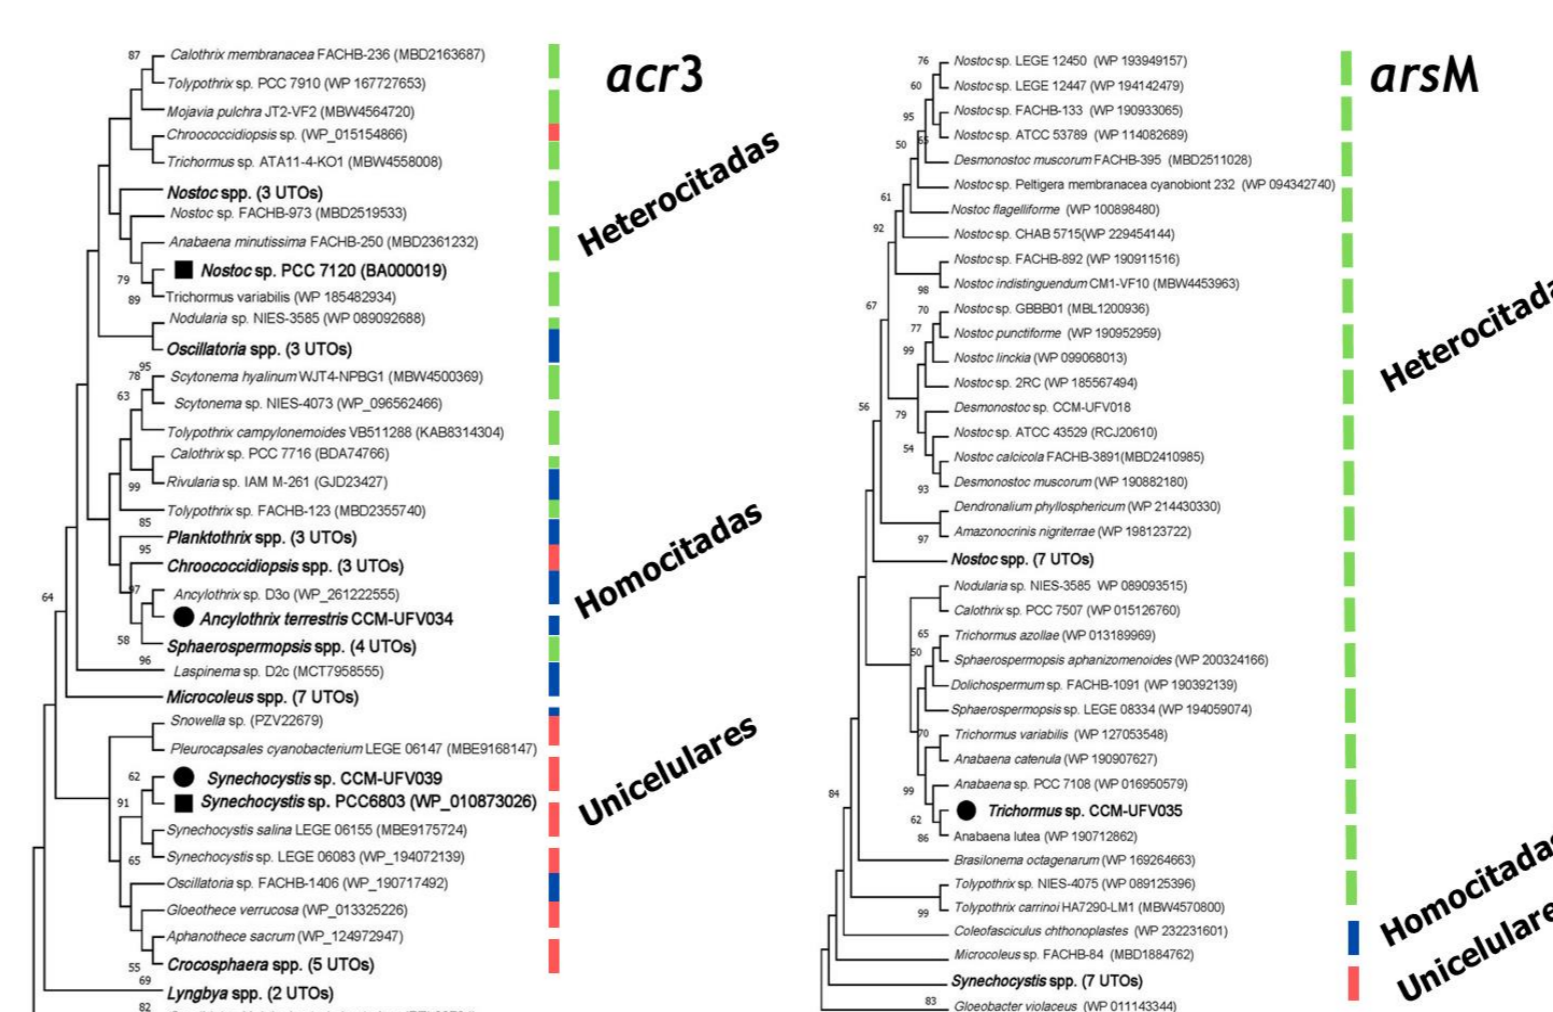 acr3
87
Calothrix membranacea FACHB-236 (MBD2163687)
Tolypothrix sp. PCC 7910 (WP 167727653)
Mojavia pulchra JT2-VF2 (MBW4564720)
Chroococcidiopsis sp. (WP_015154866)
Trichormus sp. ATA11-4-KO1 (MBW4558008)
Nostoc spp. (3 UTOs)
Nostoc sp. FACHB-973 (MBD2519533)
Anabaena minutissima FACHB-250 (MBD2361232)
Nostoc sp. PCC 7120 (BA000019)
79
89
Trichormus variabilis (WP 185482934)
Nodularia sp. NIES-3585 (WP 089092688)
Oscillatoria spp. (3 UTOs)
95
78
Scytonema hyalinum WJT4-NPBG1 (MBW4500369)
63
Scytonema sp. NIES-4073 (WP_096562466)
Tolypothrix campylonemoides VB511288 (KAB8314304)
Calothrix sp. PCC 7716 (BDA74766)
99
Rivularia sp. IAM M-261 (GJD23427)
Tolypothrix sp. FACHB-123 (MBD2355740)
85
Planktothrix spp. (3 UTOs)
95
Chroococcidiopsis spp. (3 UTOs)
97
Ancylothrix sp. D3o (WP_261222555)
64
Ancylothrix terrestris CCM-UFV034
58
Sphaerospermopsis spp. (4 UTOs)
96
Laspinema sp. D2c (MCT7958555)
Microcoleus spp. (7 UTOs)
Snowella sp. (PZV22679)
Pleurocapsales cyanobacterium LEGE 06147 (MBE9168147)
62
Synechocystis sp. CCM-UFV039
91
Synechocystis sp. PCC6803 (WP_010873026)
Synechocystis salina LEGE 06155 (MBE9175724)
65
Synechocystis sp. LEGE 06083 (WP_194072139)
Oscillatoria sp. FACHB-1406 (WP_190717492)
Gloeothece verrucosa (WP_013325226)
Aphanothece sacrum (WP_124972947)
55
Crocosphaera spp. (5 UTOs)
69
Lyngbya spp. (2 UTOs)
82
Heterocitadas
Homocitadas
Unicelulares
arsM
76
Nostoc sp. LEGE 12450 (WP 193949157)
60
Nostoc sp. LEGE 12447 (WP 194142479)
95
Nostoc sp. FACHB-133 (WP 190933065)
Nostoc sp. ATCC 53789 (WP 114082689)
50
65
Desmonostoc muscorum FACHB-395 (MBD2511028)
Nostoc sp. Peltigera membranacea cyanobiont 232 (WP 094342740)
61
Nostoc flagelliforme (WP 100898480)
92
Nostoc sp. CHAB 5715(WP 229454144)
Nostoc sp. FACHB-892 (WP 190911516)
98
Nostoc indistinguendum CM1-VF10 (MBW4453963)
67
70
Nostoc sp. GBBB01 (MBL1200936)
77
Nostoc punctiforme (WP 190952959)
99
Nostoc linckia (WP 099068013)
Nostoc sp. 2RC (WP 185567494)
56
79
Desmonostoc sp. CCM-UFV018
Nostoc sp. ATCC 43529 (RCJ20610)
54
Nostoc calcicola FACHB-3891(MBD2410985)
93
Desmonostoc muscorum (WP 190882180)
Dendronalium phyllosphericum (WP 214430330)
97
Amazonocrinis nigriterrae (WP 198123722)
Nostoc spp. (7 UTOs)
Nodularia sp. NIES-3585 WP 089093515)
Calothrix sp. PCC 7507 (WP 015126760)
65
Trichormus azollae (WP 013189969)
50
Sphaerospermopsis aphanizomenoides (WP 200324166)
Dolichospermum sp. FACHB-1091 (WP 190392139)
Sphaerospermopsis sp. LEGE 08334 (WP 194059074)
70
Trichormus variabilis (WP 127053548)
Anabaena catenula (WP 190907627)
99
Anabaena sp. PCC 7108 (WP 016950579)
84
62
Trichormus sp. CCM-UFV035
86
Anabaena lutea (WP 190712862)
Brasilonema octagenarum (WP 169264663)
Tolypothrix sp. NIES-4075 (WP 089125396)
99
Tolypothrix carrinoi HA7290-LM1 (MBW4570800)
Coleofasciculus chthonoplastes (WP 232231601)
Microcoleus sp. FACHB-84 (MBD1884762)
Synechocystis spp. (7 UTOs)
83
Gloeobacter violaceus (WP 011143344)
Heterocitada
Homocitadas
Unicelulare